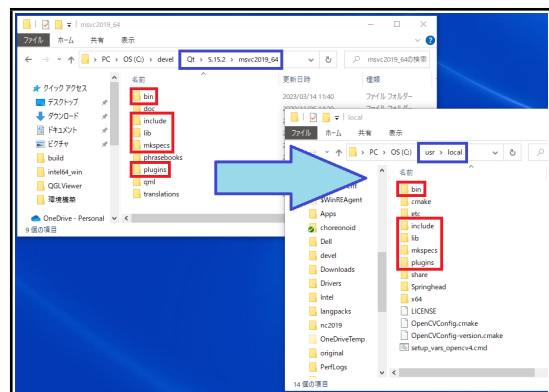 msvc2019_64
ファイル ホーム 共有 表示
PC > OS (C:) > devel > Qt > 5.15.2 > msvc2019_64
msvc2019_64の検索
名前 更新日時 種類
クイック アクセス
デスクトップ
ダウンロード
ドキュメント
ピクチャ
build
intel64_win
QGLViewer
環境構築
OneDrive - Personal
9 個の項目
bin 2023/03/14 11:40 ファイル フォルダー
doc
include
lib
mkspecs
phrasebooks
plugins
qml
translations
local
ファイル ホーム 共有 表示
PC > OS (C:) > usr > local
名前
$WinREAgent
Apps
choreonoid
Dell
devel
Downloads
Drivers
Intel
langpacks
nc2019
OneDriveTemp
original
PerfLogs
14 個の項目
bin
cmake
etc
include
lib
mkspecs
plugins
share
Springhead
x64
LICENSE
OpenCVConfig.cmake
OpenCVConfig-version.cmake
setup_vars_opencv4.cmd